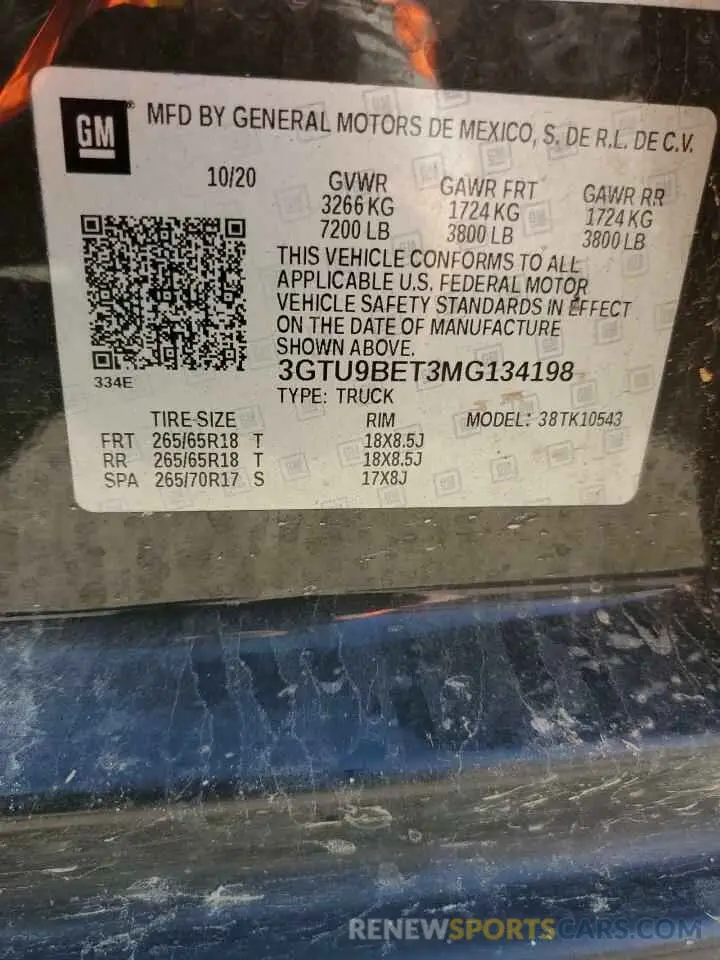 GM ® MFD BY GENERAL MOTORS DE MEXICO, S. DE R.L. DE C.V.
10/20 GVWR GAWR FRT GAWR RR
3266 KG 1724 KG 1724 KG
7200 LB 3800 LB 3800 LB
THIS VEHICLE CONFORMS TO ALL
APPLICABLE U.S. FEDERAL MOTOR
VEHICLE SAFETY STANDARDS IN EFFECT
ON THE DATE OF MANUFACTURE
SHOWN ABOVE.
3GTU9BET3MG134198
334E
TYPE: TRUCK
TIRE SIZE RIM MODEL: 38TK10543
FRT 265/65R18 T 18X8.5J
RR 265/65R18 T 18X8.5J
SPA 265/70R17 S 17X8J
RENEWSPORTSCARS.COM